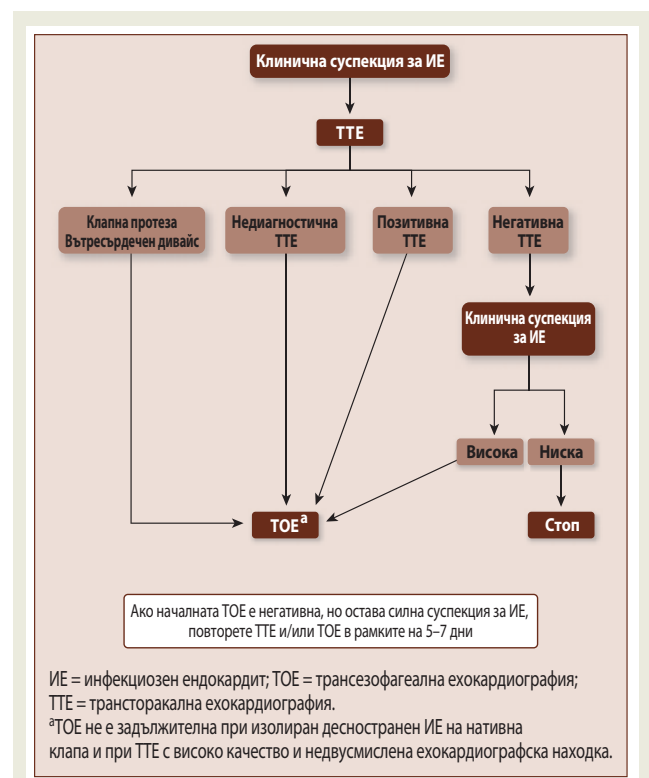 Клинична суспекция за ИЕ
ТТЕ
Клапна протеза
Вътресърдечен дивайс
Недиагностична
ТТЕ
Позитивна
ТТЕ
Негативна
ТТЕ
Клинична суспекция
за ИЕ
Висока
Ниска
ТОЕа
Стоп
Ако началната ТОЕ е негативна, но остава силна суспекция за ИЕ,
повторете ТТЕ и/или ТОЕ в рамките на 5–7 дни
ИЕ = инфекциозен ендокардит; ТОЕ = трансезофагеална ехокардиография;
ТТЕ = трансторакална ехокардиография.
аТОЕ не е задължителна при изолиран десностранен ИЕ на нативна
клапа и при ТТЕ с високо качество и недвусмислена ехокардиографска находка.